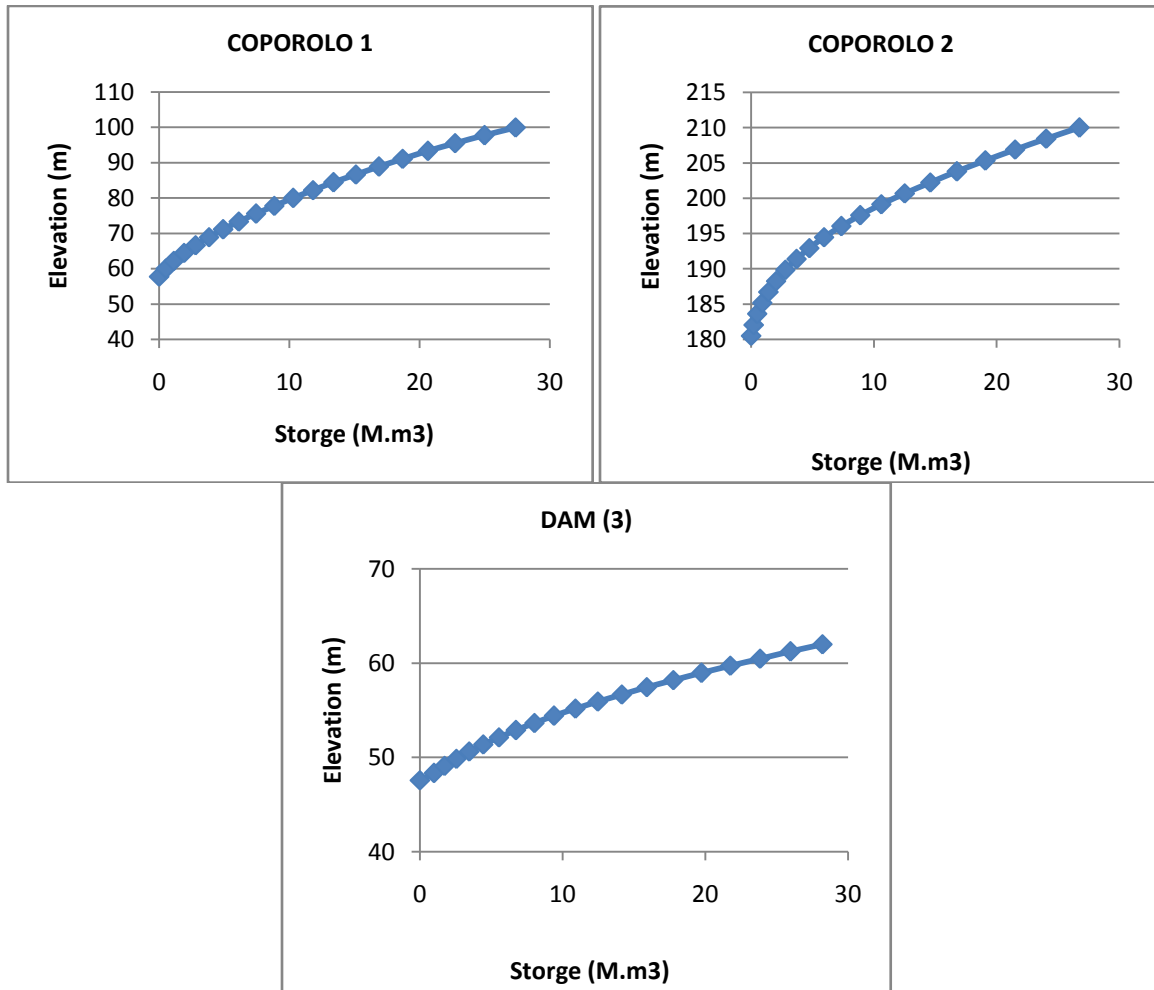 COPOROLO 1
Elevation (m)
110
100
90
80
70
60
50
40
0 10 20 30
Storge (M.m3)
COPOROLO 2
Elevation (m)
215
210
205
200
195
190
185
180
0 10 20 30
Storge (M.m3)
DAM (3)
Elevation (m)
70
60
50
40
0 10 20 30
Storge (M.m3)